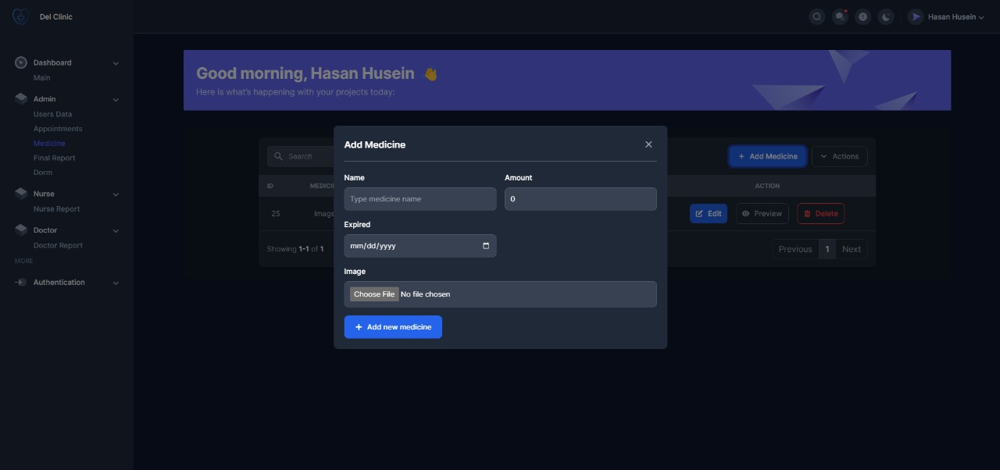 Del Clinic
Hasan Husein
Dashboard
Main
Admin
Users Data
Appointments
Medicine
Final Report
Dorm
Nurse
Nurse Report
Doctor
Doctor Report
MORE
Authentication
Good morning, Hasan Husein 👋
Here is what's happening with your projects today:
Search
+ Add Medicine
Actions
ID
ACTION
25
Image
Edit
Preview
Delete
Showing 1-1 of 1
Previous 1 Next
Add Medicine
Name
Amount
Type medicine name
0
Expired
mm/dd/yyyy
Image
Choose File No file chosen
+ Add new medicine